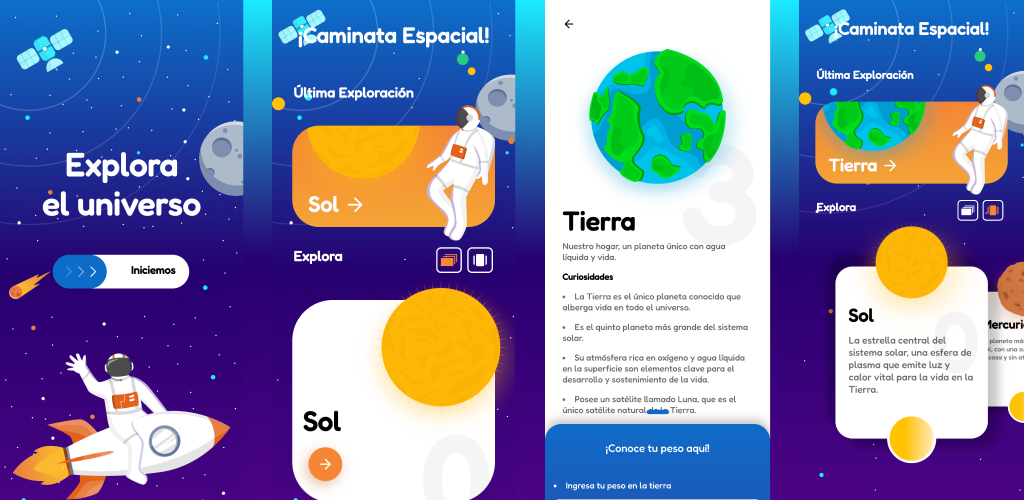 Explora
el universo
Iniciemos
¡Caminata Espacial!
Última Exploración
Sol
Explora
Sol
0
3
Tierra
Nuestro hogar, un planeta único con agua
líquida y vida.
Curiosidades
• La Tierra es el único planeta conocido que
alberga vida en todo el universo.
• Es el quinto planeta más grande del sistema
solar.
• Su atmósfera rica en oxígeno y agua líquida
en la superficie son elementos clave para el
desarrollo y sostenimiento de la vida.
• Posee un satélite llamado Luna, que es el
único satélite natural de la Tierra.
¡Conoce tu peso aquí!
• Ingresa tu peso en la tierra
¡Caminata Espacial!
Última Exploración
Tierra
Explora
0
Sol
La estrella central del
sistema solar, una esfera de
plasma que emite luz y
calor vital para la vida en la
Tierra.
Mercurio